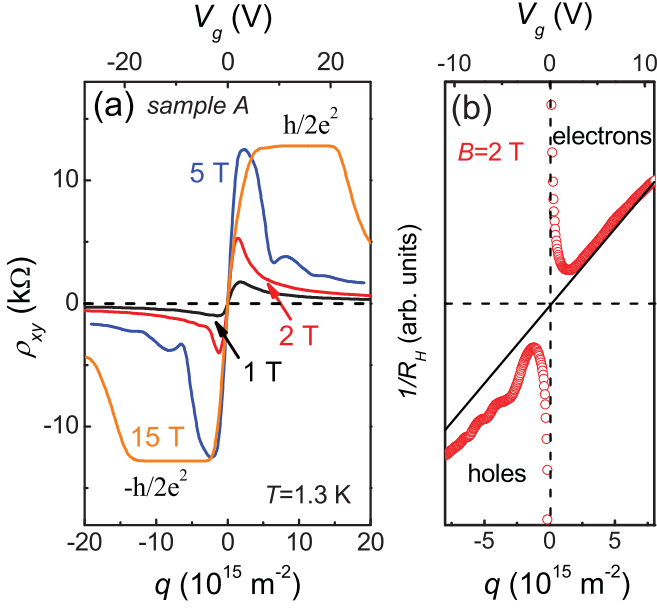 V_g (V)
-20 0 20
(a) sample A
h/2e²
5 T
10
0
-10
ρ_xy (kΩ)
2 T
1 T
15 T
-h/2e²
T=1.3 K
-20 -10 0 10 20
q (10¹⁵ m⁻²)
V_g (V)
-10 0 10
(b)
electrons
B=2 T
1/R_H (arb. units)
holes
-5 0 5
q (10¹⁵ m⁻²)